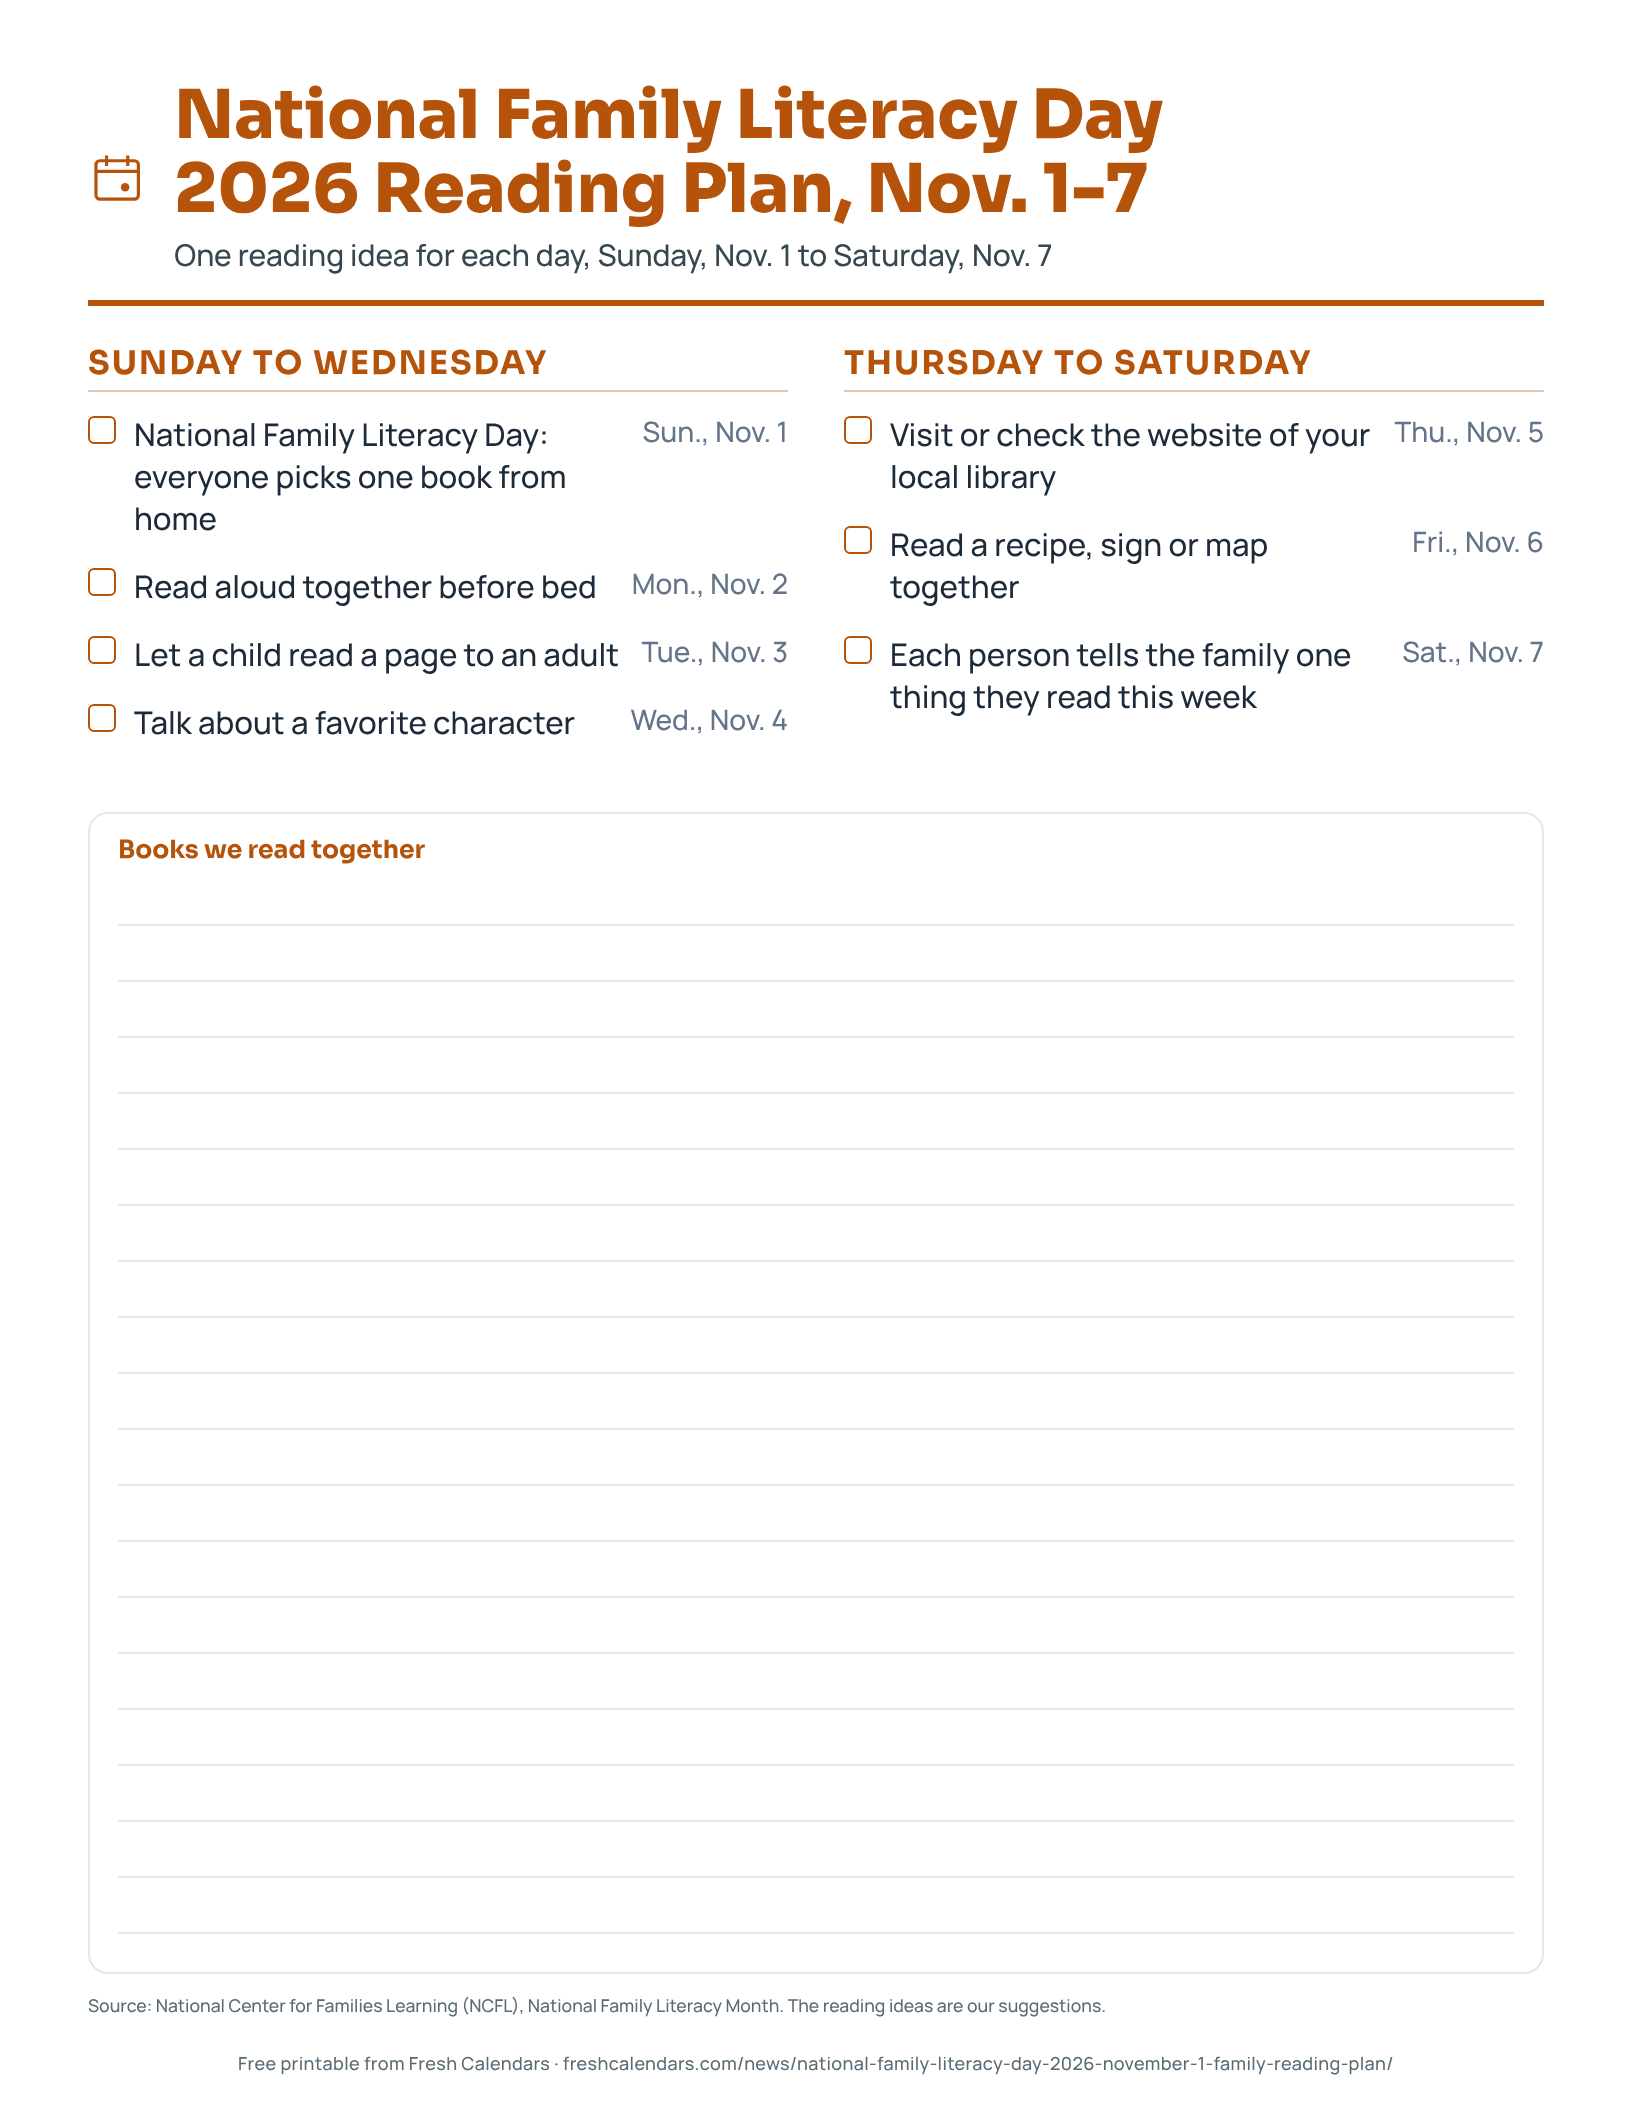 National Family Literacy Day
2026 Reading Plan, Nov. 1–7
One reading idea for each day, Sunday, Nov. 1 to Saturday, Nov. 7
SUNDAY TO WEDNESDAY
National Family Literacy Day: Sun., Nov. 1
everyone picks one book from
home
Read aloud together before bed Mon., Nov. 2
Let a child read a page to an adult Tue., Nov. 3
Talk about a favorite character Wed., Nov. 4
THURSDAY TO SATURDAY
Visit or check the website of your Thu., Nov. 5
local library
Read a recipe, sign or map Fri., Nov. 6
together
Each person tells the family one Sat., Nov. 7
thing they read this week
Books we read together
Source: National Center for Families Learning (NCFL), National Family Literacy Month. The reading ideas are our suggestions.
Free printable from Fresh Calendars · freshcalendars.com/news/national-family-literacy-day-2026-november-1-family-reading-plan/